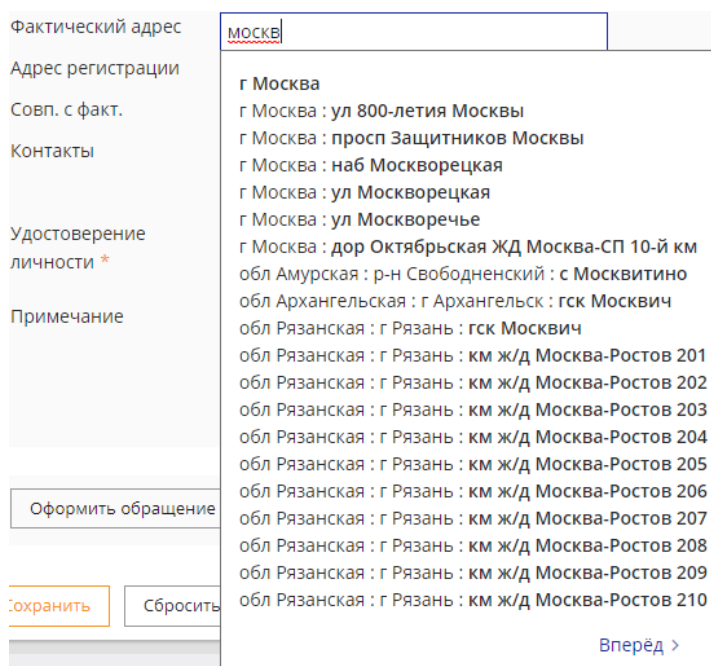 Фактический адрес
москв
Адрес регистрации
Совп. с факт.
Контакты
Удостоверение
личности *
Примечание
Оформить обращение
Сохранить
Сбросить
г Москва
г Москва : ул 800-летия Москвы
г Москва : просп Защитников Москвы
г Москва : наб Москворецкая
г Москва : ул Москворецкая
г Москва : ул Москворечье
г Москва : дор Октябрьская ЖД Москва-СП 10-й км
обл Амурская : р-н Свободненский : с Москвитино
обл Архангельская : г Архангельск : гск Москвич
обл Рязанская : г Рязань : гск Москвич
обл Рязанская : г Рязань : км ж/д Москва-Ростов 201
обл Рязанская : г Рязань : км ж/д Москва-Ростов 202
обл Рязанская : г Рязань : км ж/д Москва-Ростов 203
обл Рязанская : г Рязань : км ж/д Москва-Ростов 204
обл Рязанская : г Рязань : км ж/д Москва-Ростов 205
обл Рязанская : г Рязань : км ж/д Москва-Ростов 206
обл Рязанская : г Рязань : км ж/д Москва-Ростов 207
обл Рязанская : г Рязань : км ж/д Москва-Ростов 208
обл Рязанская : г Рязань : км ж/д Москва-Ростов 209
обл Рязанская : г Рязань : км ж/д Москва-Ростов 210
Вперёд >